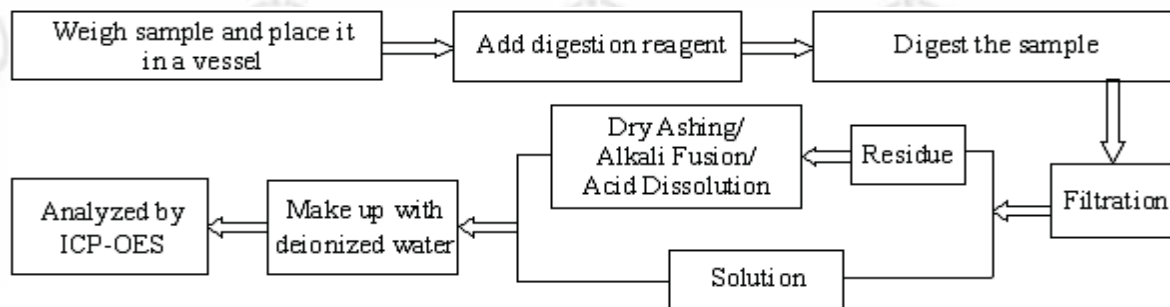 Weigh sample and place it
in a vessel
Add digestion reagent
Digest the sample
Dry Ashing/
Alkali Fusion/
Acid Dissolution
Residue
Filtration
Analyzed by
ICP-OES
Make up with
deionized water
Solution